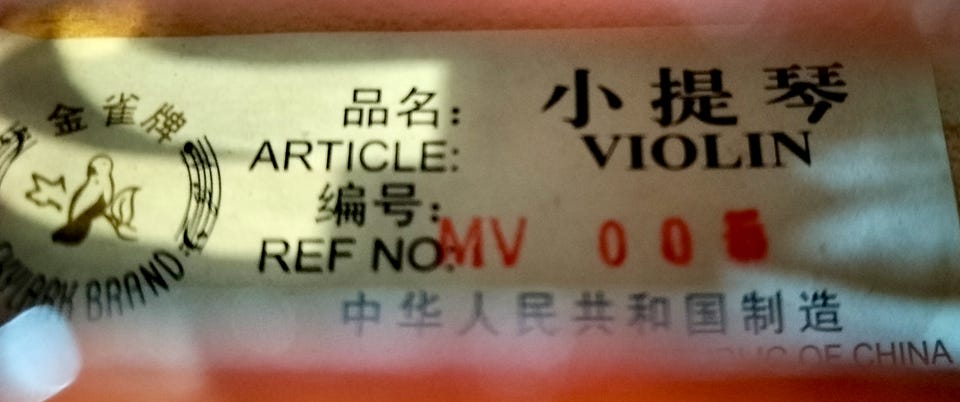 金雀牌
品名: 小提琴
ARTICLE: VIOLIN
编号:
REF NO. MV 00
BRAND
中华人民共和国制造
OF CHINA